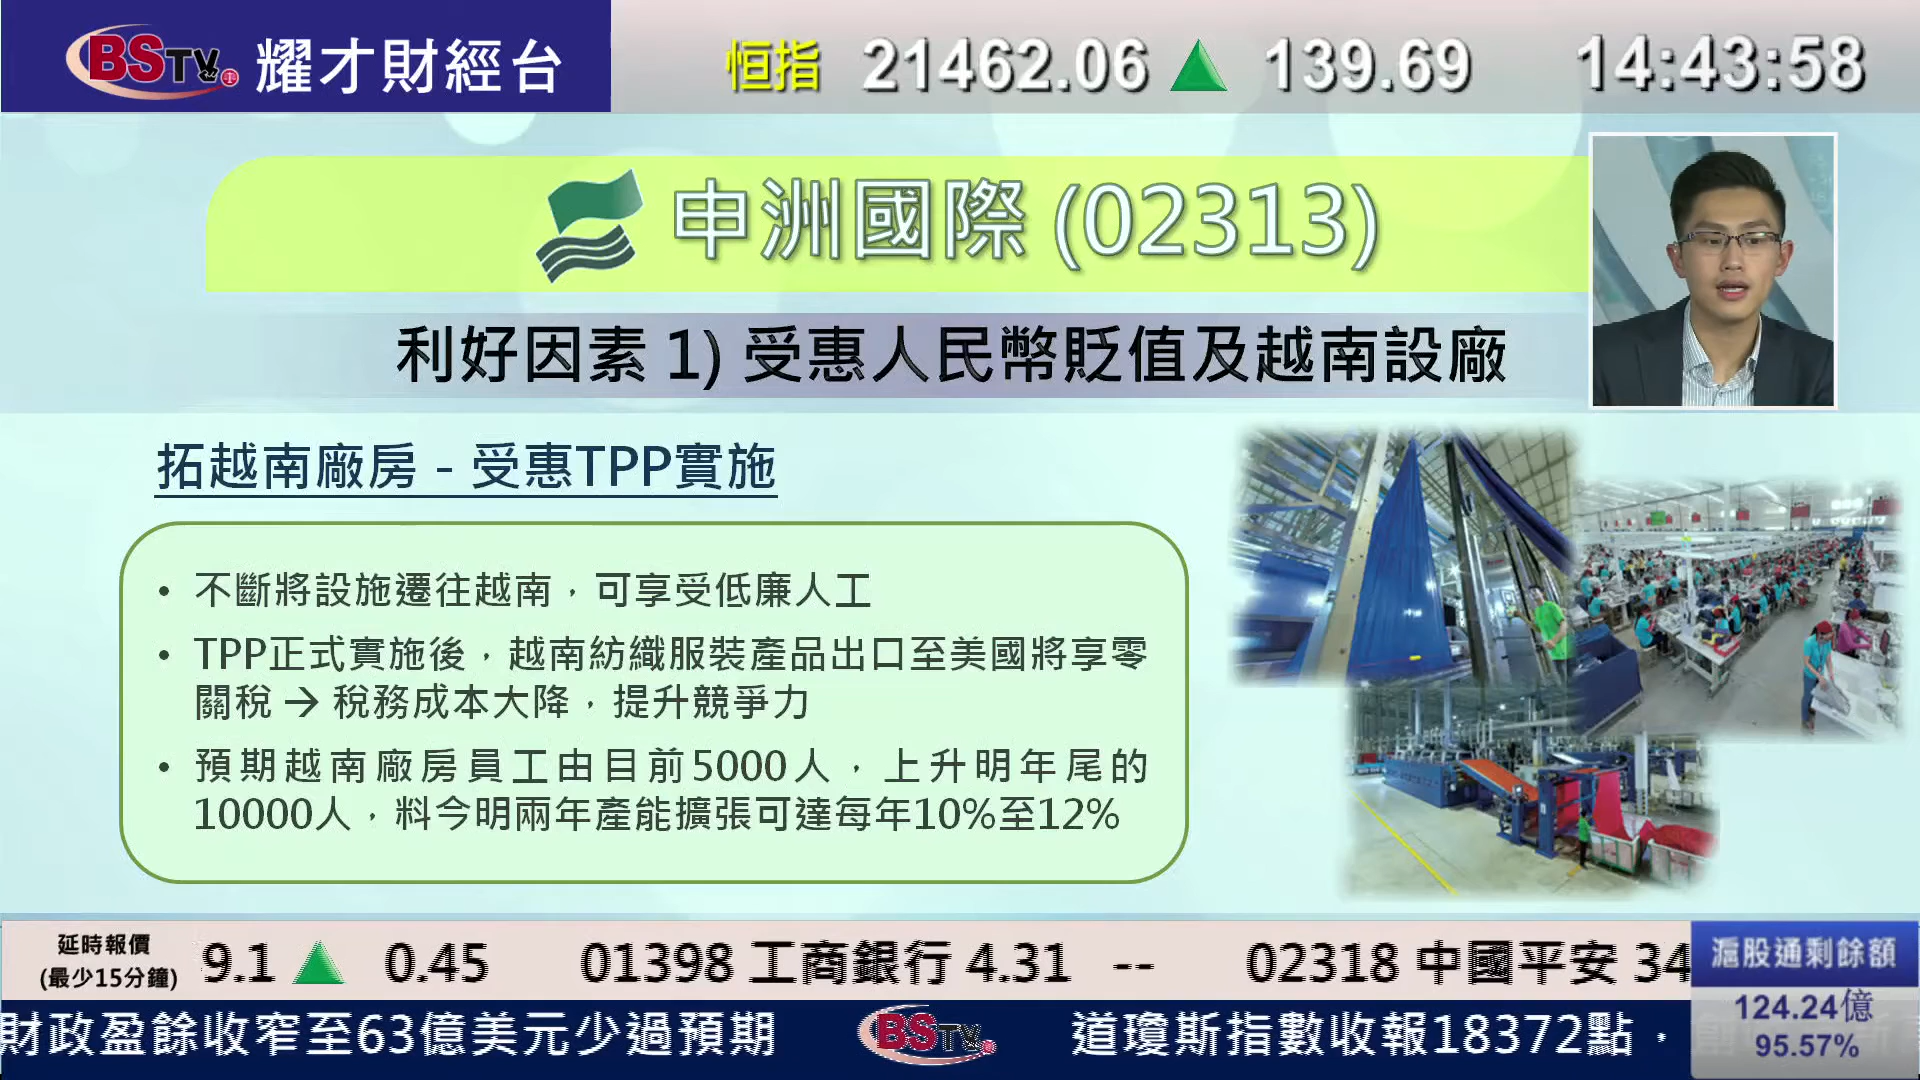 BSTV 耀才財經台
恒指 21462.06 ▲ 139.69 14:43:58
申洲國際 (02313)
利好因素 1) 受惠人民幣貶值及越南設廠
拓越南廠房 - 受惠TPP實施
• 不斷將設施遷往越南，可享受低廉人工
• TPP正式實施後，越南紡織服裝產品出口至美國將享零
關稅 → 稅務成本大降，提升競爭力
• 預期越南廠房員工由目前5000人，上升明年尾的
10000人，料今明兩年產能擴張可達每年10%至12%
延時報價
(最少15分鐘)
9.1 ▲ 0.45 01398 工商銀行 4.31 -- 02318 中國平安 34
滬股通剩餘額
124.24億
95.57%
財政盈餘收窄至63億美元少過預期 BSTV 道瓊斯指數收報18372點，